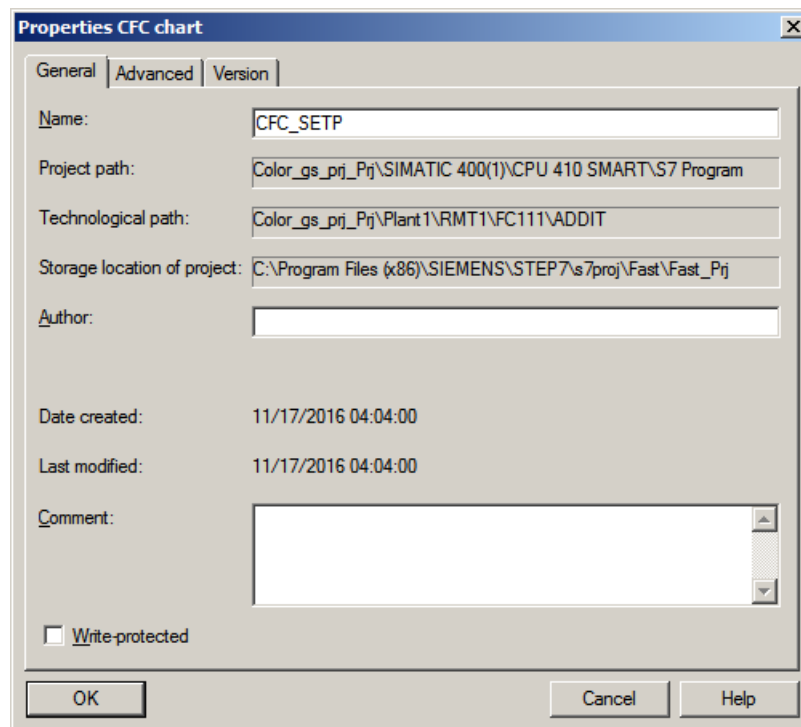 Properties CFC chart
General Advanced Version
Name: CFC_SETP
Project path: Color_gs_prj_Prj\SIMATIC 400(1)\CPU 410 SMART\S7 Program
Technological path: Color_gs_prj_Prj\Plant1\RMT1\FC111\ADDIT
Storage location of project: C:\Program Files (x86)\SIEMENS\STEP7\s7proj\Fast\Fast_Prj
Author:
Date created: 11/17/2016 04:04:00
Last modified: 11/17/2016 04:04:00
Comment:
Write-protected
OK Cancel Help